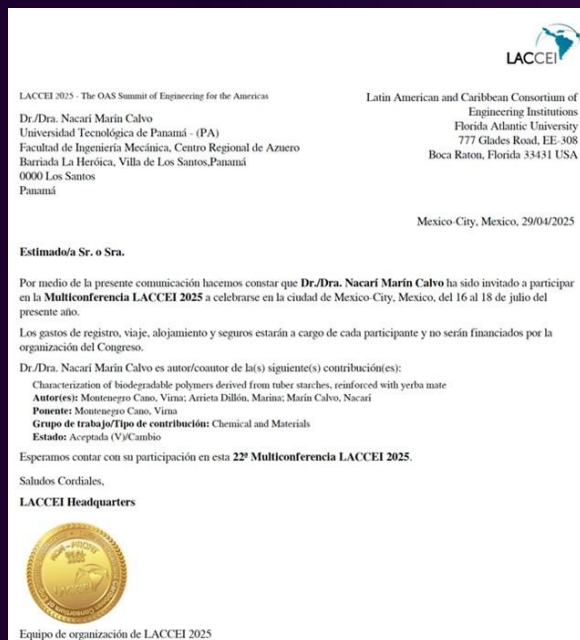 LACCEI
LACCEI 2025 - The OAS Summit of Engineering for the Americas
Dr./Dra. Nacarí Marín Calvo
Universidad Tecnológica de Panamá - (PA)
Facultad de Ingeniería Mecánica, Centro Regional de Azuero
Barriada La Heróica, Villa de Los Santos,Panamá
0000 Los Santos
Panamá
Latin American and Caribbean Consortium of
Engineering Institutions
Florida Atlantic University
777 Glades Road, EE-308
Boca Raton, Florida 33431 USA
Mexico-City, Mexico, 29/04/2025
Estimado/a Sr. o Sra.
Por medio de la presente comunicación hacemos constar que Dr./Dra. Nacarí Marín Calvo ha sido invitado a participar
en la Multiconferencia LACCEI 2025 a celebrarse en la ciudad de Mexico-City, Mexico, del 16 al 18 de julio del
presente año.
Los gastos de registro, viaje, alojamiento y seguros estarán a cargo de cada participante y no serán financiados por la
organización del Congreso.
Dr./Dra. Nacarí Marín Calvo es autor/coautor de la(s) siguiente(s) contribución(es):
Characterization of biodegradable polymers derived from tuber starches, reinforced with yerba mate
Autor(es): Montenegro Cano, Virna; Arrieta Dillón, Marina; Marín Calvo, Nacarí
Ponente: Montenegro Cano, Virna
Grupo de trabajo/Tipo de contribución: Chemical and Materials
Estado: Aceptada (V)/Cambio
Esperamos contar con su participación en esta 22ª Multiconferencia LACCEI 2025.
Saludos Cordiales,
LACCEI Headquarters
NON-PROFIT
LACCEI
Equipo de organización de LACCEI 2025